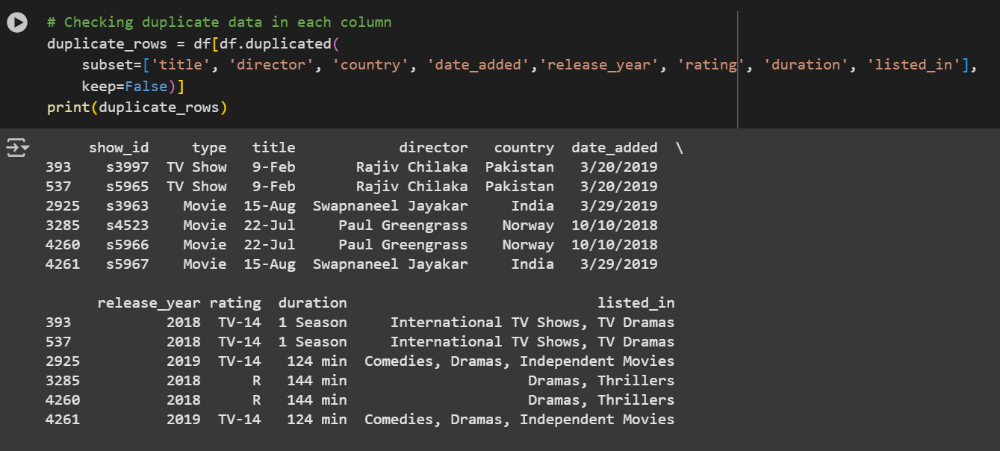 # Checking duplicate data in each column
duplicate_rows = df[df.duplicated(
    subset=['title', 'director', 'country', 'date_added','release_year', 'rating', 'duration', 'listed_in'],
    keep=False)]
print(duplicate_rows)
     show_id     type   title            director   country  date_added  \
393    s3997  TV Show   9-Feb       Rajiv Chilaka  Pakistan   3/20/2019
537    s5965  TV Show   9-Feb       Rajiv Chilaka  Pakistan   3/20/2019
2925   s3963    Movie  15-Aug  Swapnaneel Jayakar     India   3/29/2019
3285   s4523    Movie  22-Jul     Paul Greengrass    Norway  10/10/2018
4260   s5966    Movie  22-Jul     Paul Greengrass    Norway  10/10/2018
4261   s5967    Movie  15-Aug  Swapnaneel Jayakar     India   3/29/2019
      release_year rating  duration                             listed_in
393           2018  TV-14  1 Season     International TV Shows, TV Dramas
537           2018  TV-14  1 Season     International TV Shows, TV Dramas
2925          2019  TV-14   124 min  Comedies, Dramas, Independent Movies
3285          2018      R   144 min                     Dramas, Thrillers
4260          2018      R   144 min                     Dramas, Thrillers
4261          2019  TV-14   124 min  Comedies, Dramas, Independent Movies